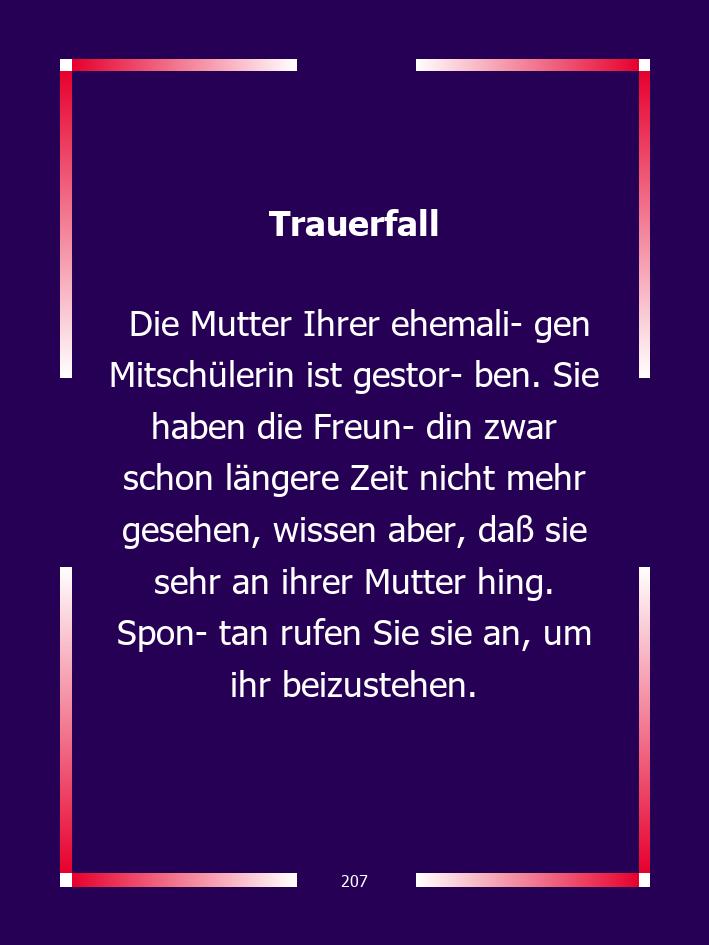 Trauerfall
Die Mutter Ihrer ehemali- gen
Mitschülerin ist gestor- ben. Sie
haben die Freun- din zwar
schon längere Zeit nicht mehr
gesehen, wissen aber, daß sie
sehr an ihrer Mutter hing.
Spon- tan rufen Sie sie an, um
ihr beizustehen.
207